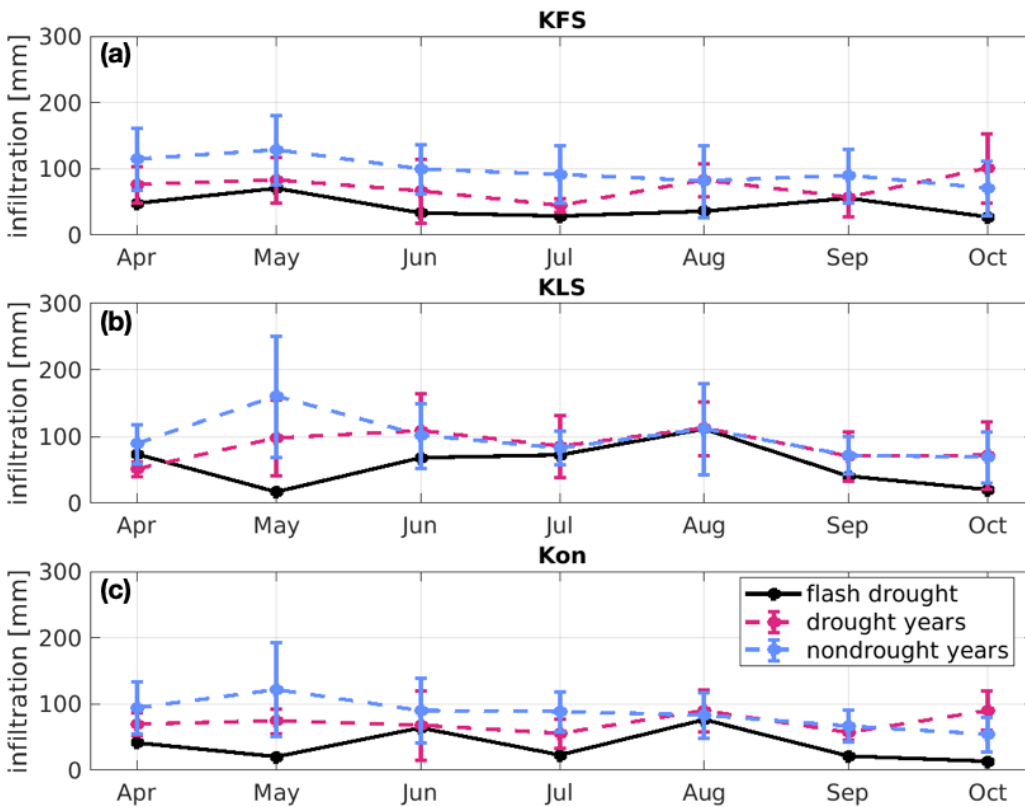 KFS
(a)
infiltration [mm]
300
200
100
0
Apr May Jun Jul Aug Sep Oct
KLS
(b)
infiltration [mm]
300
200
100
0
Apr May Jun Jul Aug Sep Oct
Kon
(c)
infiltration [mm]
300
200
100
0
flash drought
drought years
nondrought years
Apr May Jun Jul Aug Sep Oct